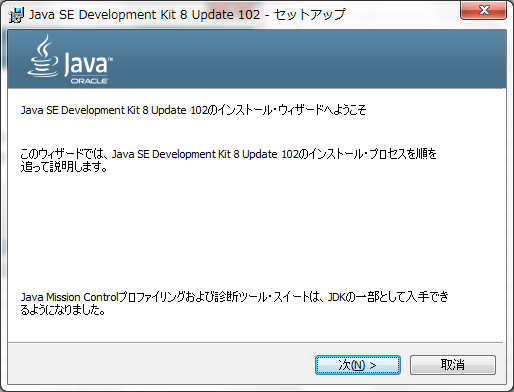 Java SE Development Kit 8 Update 102 - セットアップ
Java™
ORACLE
Java SE Development Kit 8 Update 102のインストール・ウィザードへようこそ
このウィザードでは、Java SE Development Kit 8 Update 102のインストール・プロセスを順を
追って説明します。
Java Mission Controlプロファイリングおよび診断ツール・スイートは、JDKの一部として入手でき
るようになりました。
次(N) >
取消